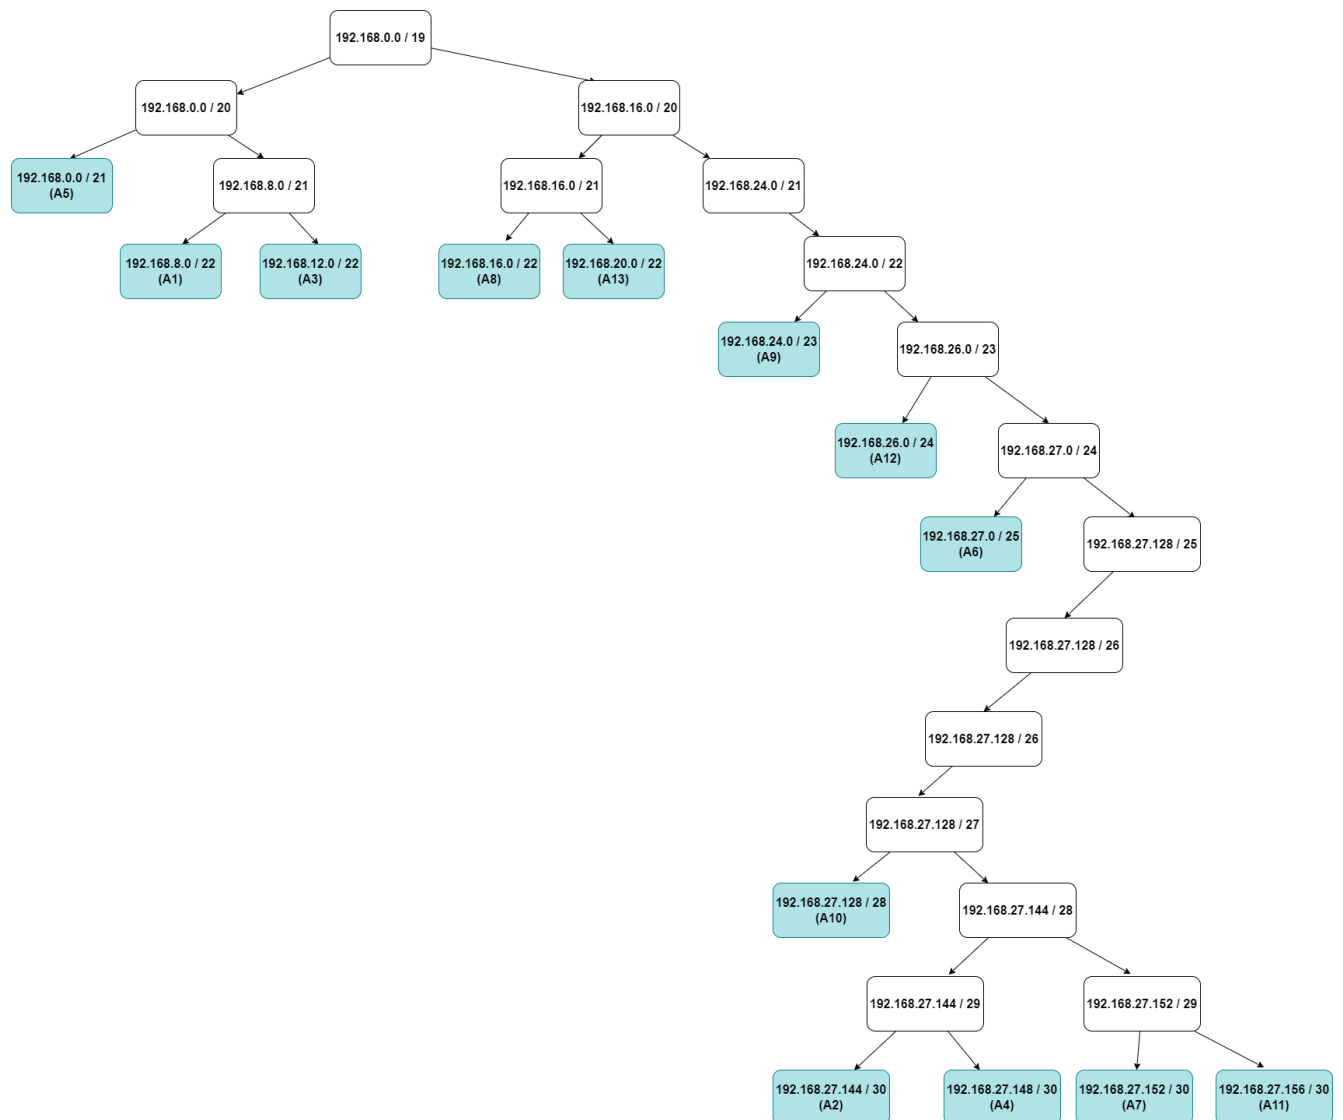 192.168.0.0 / 19
192.168.0.0 / 20
192.168.16.0 / 20
192.168.0.0 / 21
(A5)
192.168.8.0 / 21
192.168.16.0 / 21
192.168.24.0 / 21
192.168.8.0 / 22
(A1)
192.168.12.0 / 22
(A3)
192.168.16.0 / 22
(A8)
192.168.20.0 / 22
(A13)
192.168.24.0 / 22
192.168.24.0 / 23
(A9)
192.168.26.0 / 23
192.168.26.0 / 24
(A12)
192.168.27.0 / 24
192.168.27.0 / 25
(A6)
192.168.27.128 / 25
192.168.27.128 / 26
192.168.27.128 / 26
192.168.27.128 / 27
192.168.27.128 / 28
(A10)
192.168.27.144 / 28
192.168.27.144 / 29
192.168.27.152 / 29
192.168.27.144 / 30
(A2)
192.168.27.148 / 30
(A4)
192.168.27.152 / 30
(A7)
192.168.27.156 / 30
(A11)